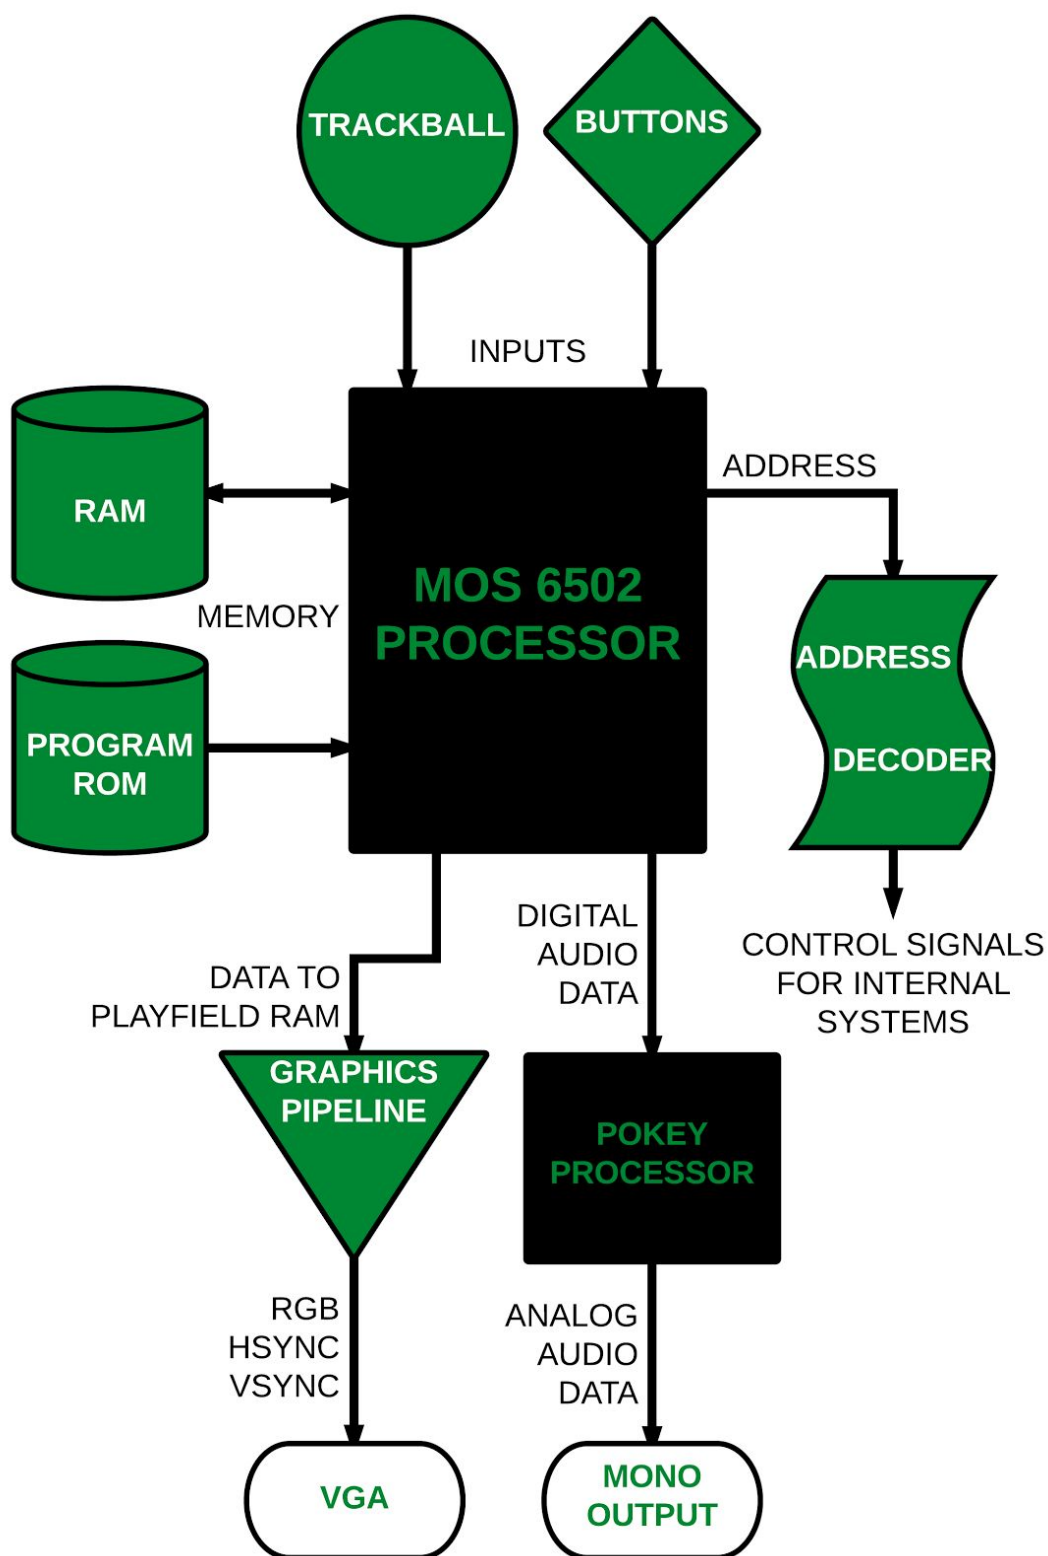 TRACKBALL
BUTTONS
INPUTS
RAM
MEMORY
PROGRAM
ROM
MOS 6502
PROCESSOR
ADDRESS
ADDRESS
DECODER
CONTROL SIGNALS
FOR INTERNAL
SYSTEMS
DATA TO
PLAYFIELD RAM
DIGITAL
AUDIO
DATA
GRAPHICS
PIPELINE
POKEY
PROCESSOR
RGB
HSYNC
VSYNC
ANALOG
AUDIO
DATA
VGA
MONO
OUTPUT